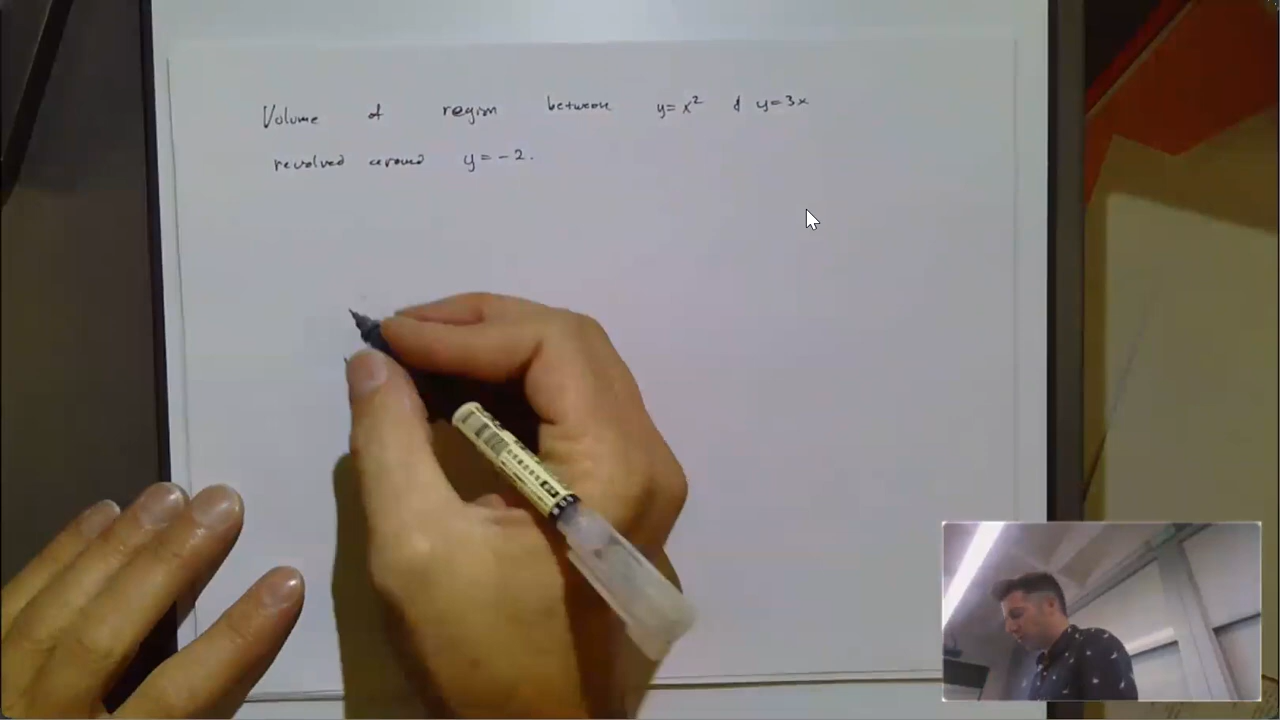 Volume of region between y=x² & y=3x
revolved around y=-2.